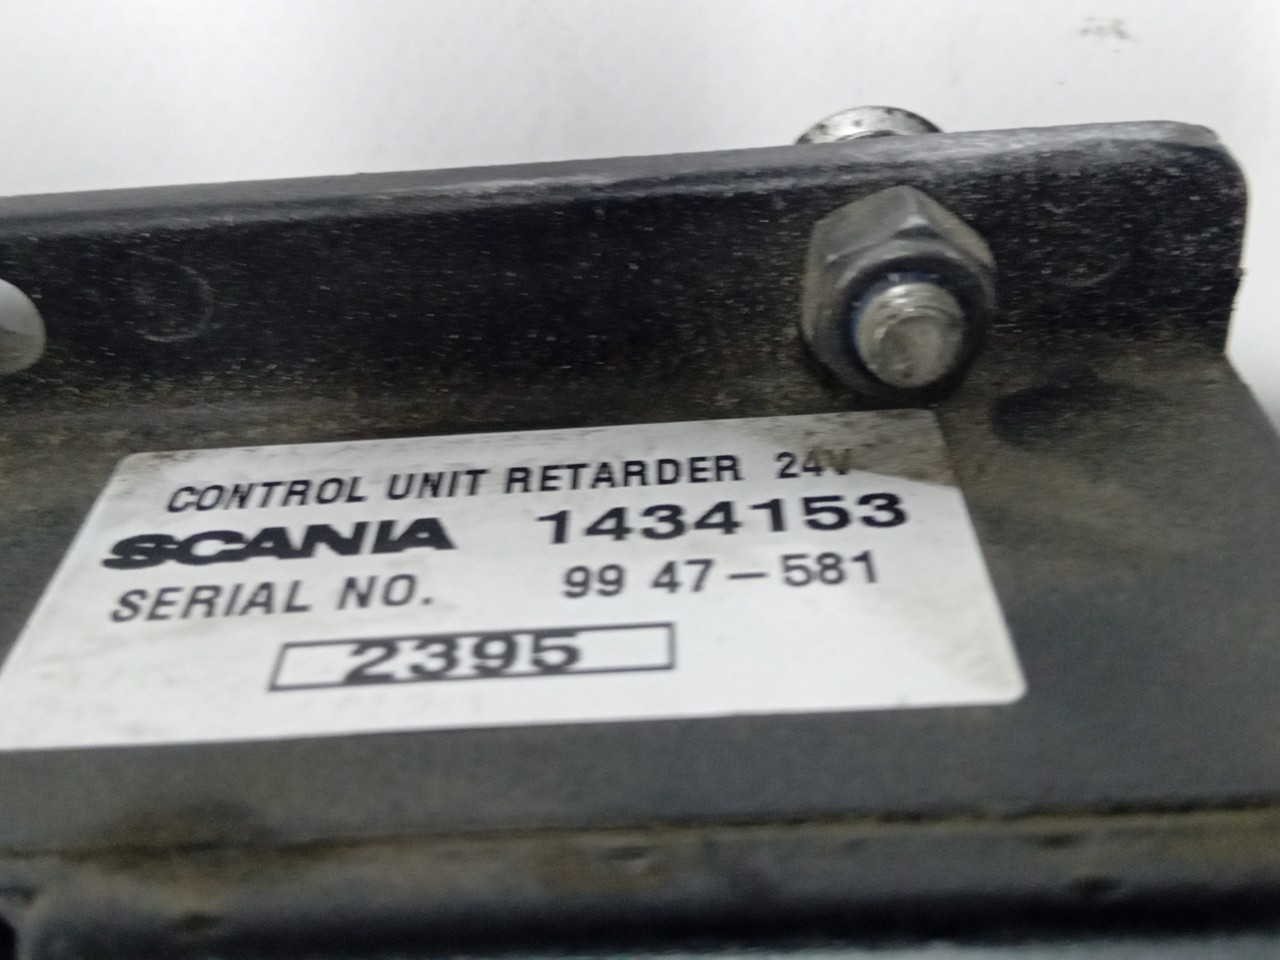 CONTROL UNIT RETARDER 24V
SCANIA 1434153
SERIAL NO. 99 47-581
2395